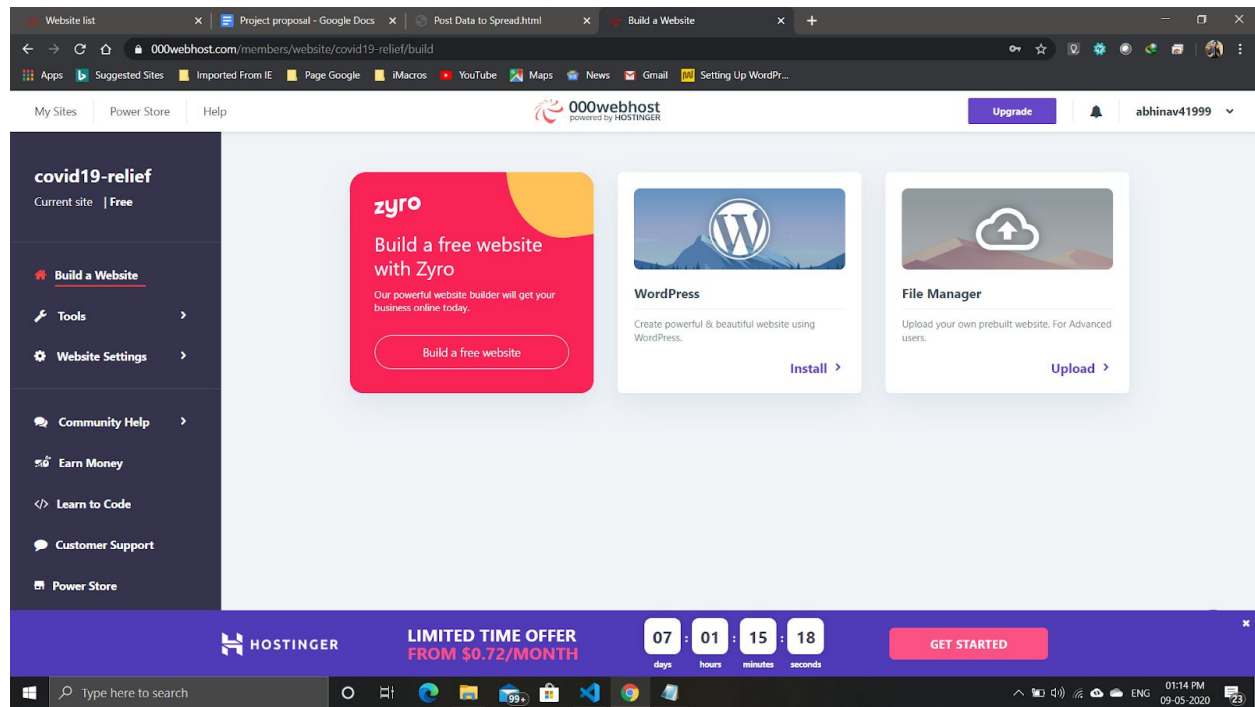 Website list
Project proposal - Google Docs
Post Data to Spread.html
Build a Website
000webhost.com/members/website/covid19-relief/build
Apps
Suggested Sites
Imported From IE
Page Google
iMacros
YouTube
Maps
News
Gmail
Setting Up WordPr...
My Sites
Power Store
Help
000webhost
powered by HOSTINGER
Upgrade
abhinav41999
covid19-relief
Current site | Free
Build a Website
Tools
Website Settings
Community Help
Earn Money
Learn to Code
Customer Support
Power Store
zyro
Build a free website
with Zyro
Our powerful website builder will get your
business online today.
Build a free website
WordPress
Create powerful & beautiful website using
WordPress.
Install
File Manager
Upload your own prebuilt website. For Advanced
users.
Upload
HOSTINGER
LIMITED TIME OFFER
FROM $0.72/MONTH
07 : 01 : 15 : 18
days hours minutes seconds
GET STARTED
Type here to search
99+
ENG
01:14 PM
09-05-2020
23